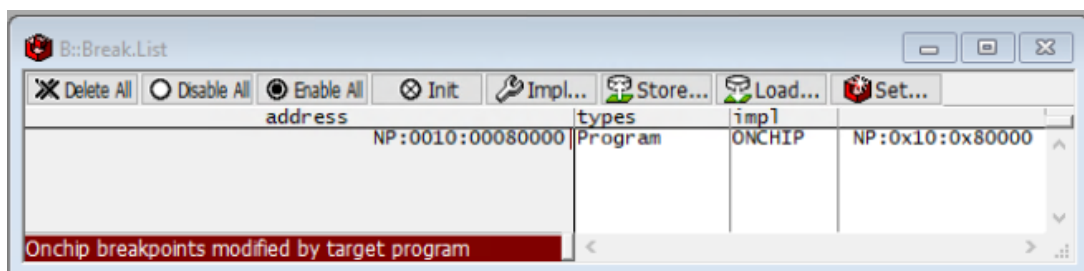 B::Break.List
Delete All Disable All Enable All Init Impl... Store... Load... Set...
address types impl
NP:0010:00080000 Program ONCHIP NP:0x10:0x80000
Onchip breakpoints modified by target program